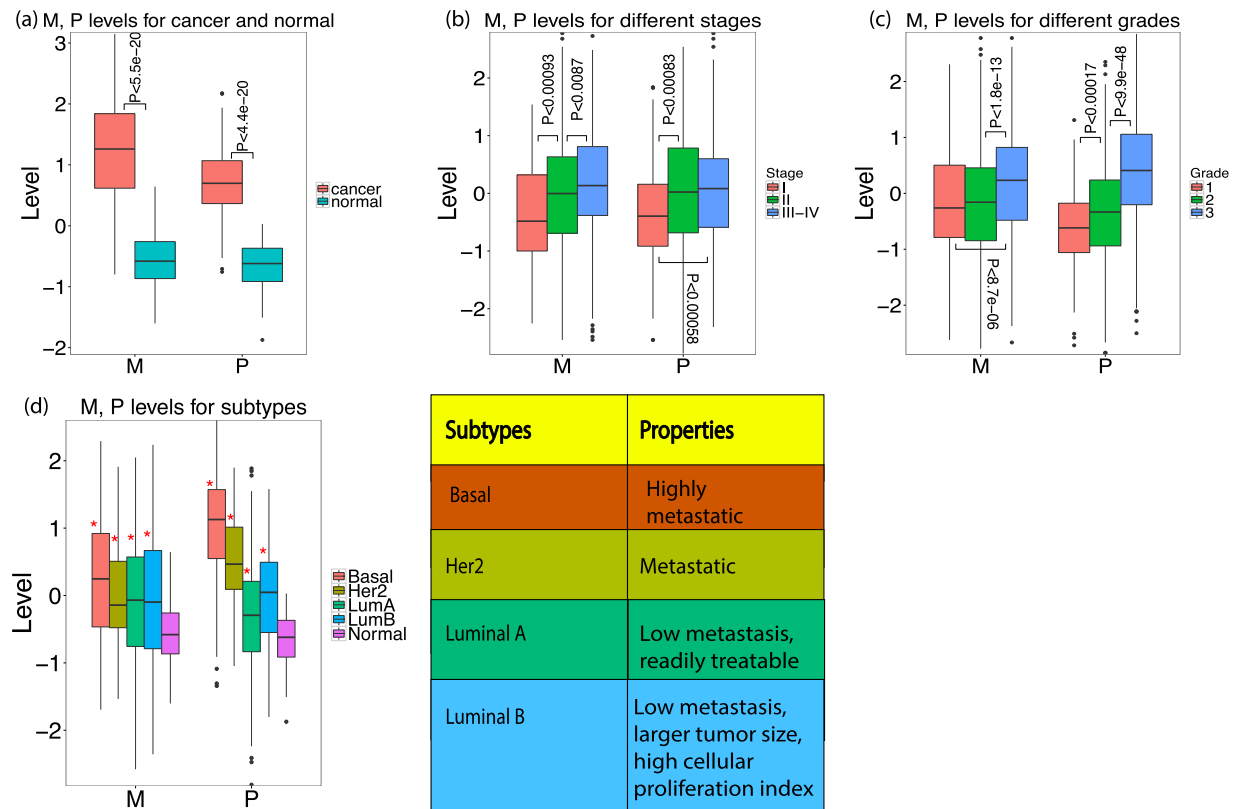 (a) M, P levels for cancer and normal
3
2
1
0
−1
−2
Level
P<5.5e−20
P<4.4e−20
M P
cancer
normal
(b) M, P levels for different stages
2
1
0
−1
−2
Level
P<0.00093
P<0.0087
P<0.00083
P<0.00058
M P
Stage
I
II
III−IV
(c) M, P levels for different grades
2
1
0
−1
−2
Level
P<1.8e−13
P<8.7e−06
P<0.00017
P<9.9e−48
M P
Grade
1
2
3
(d) M, P levels for subtypes
2
1
0
−1
−2
Level
* * * * * * * *
M P
Basal
Her2
LumA
LumB
Normal
Subtypes Properties
Basal Highly
metastatic
Her2 Metastatic
Luminal A Low metastasis,
readily treatable
Luminal B Low metastasis,
larger tumor size,
high cellular
proliferation index